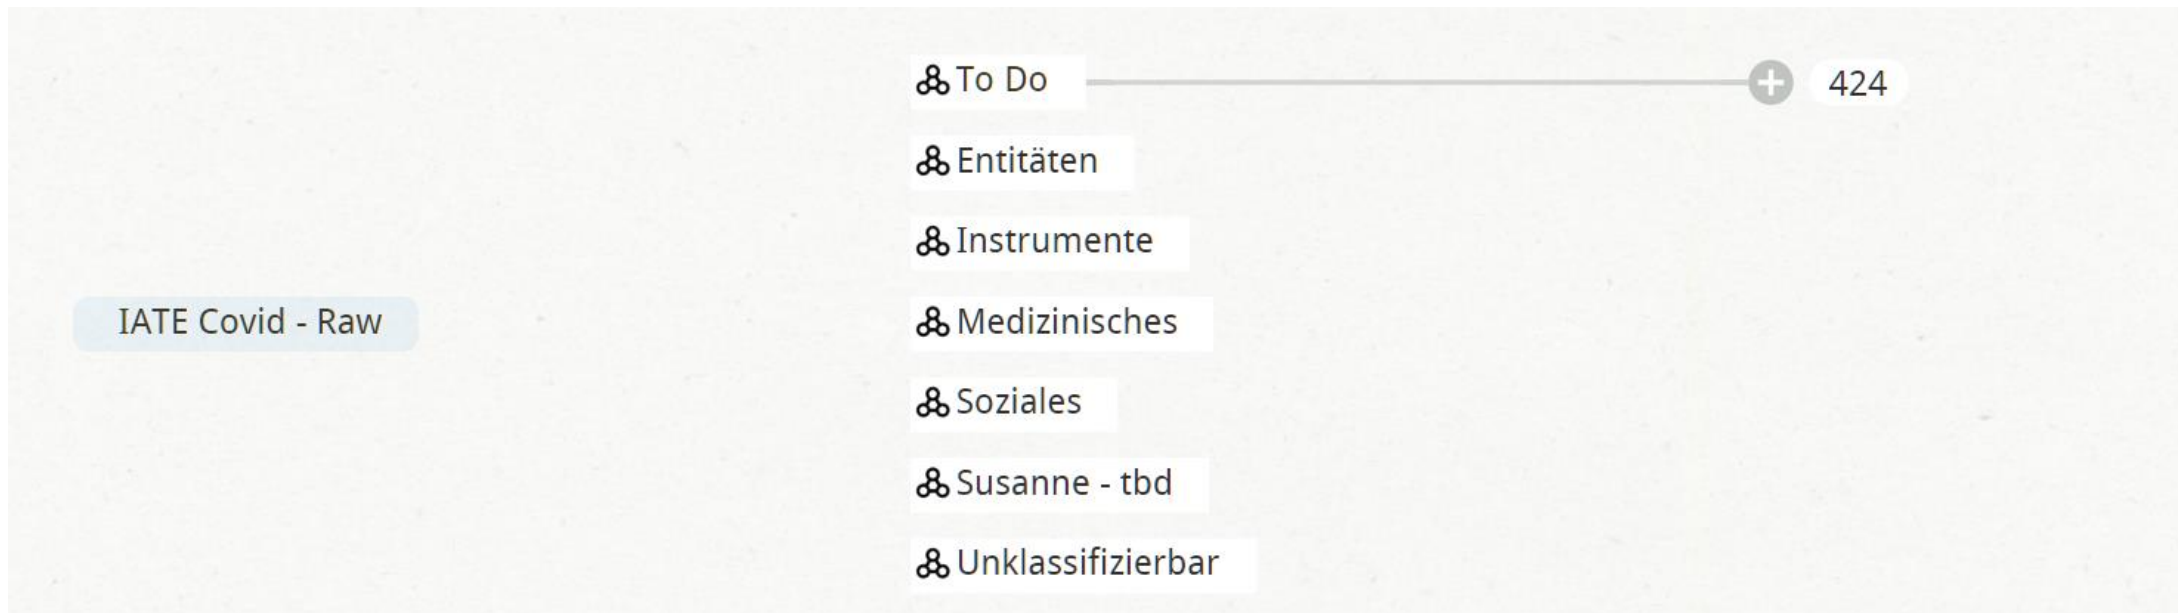 To Do 424
Entitäten
Instrumente
IATE Covid - Raw
Medizinisches
Soziales
Susanne - tbd
Unklassifizierbar